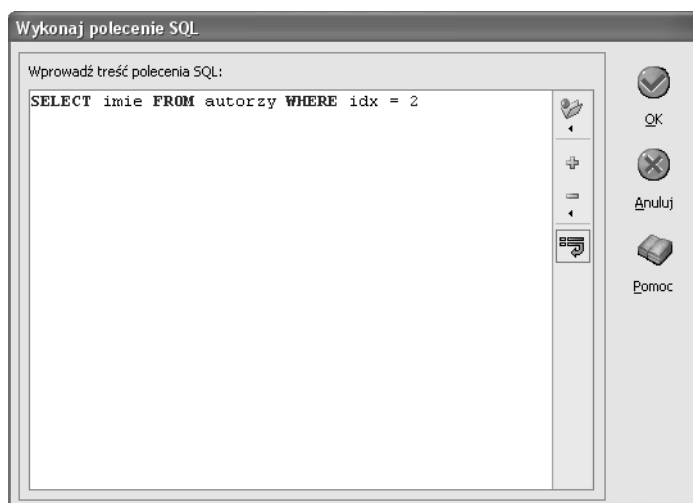 Wykonaj polecenie SQL
Wprowadź treść polecenia SQL:
SELECT imie FROM autorzy WHERE idx = 2
OK
Anuluj
Pomoc